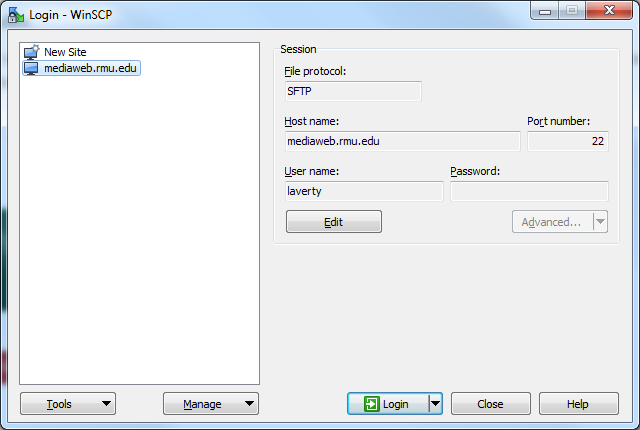 Login - WinSCP
New Site
mediaweb.rmu.edu
Session
File protocol:
SFTP
Host name:
Port number:
mediaweb.rmu.edu
22
User name:
Password:
laverty
Edit
Advanced...
Tools
Manage
Login
Close
Help